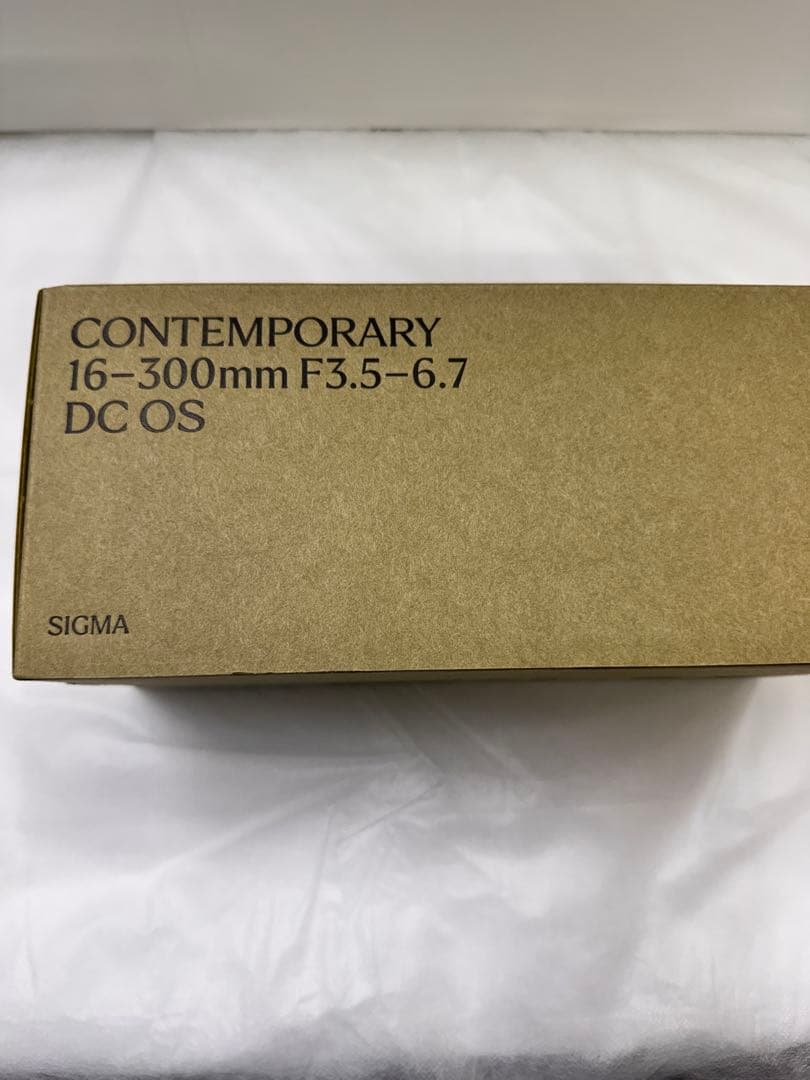 CONTEMPORARY
16–300mm F3.5–6.7
DC OS
SIGMA